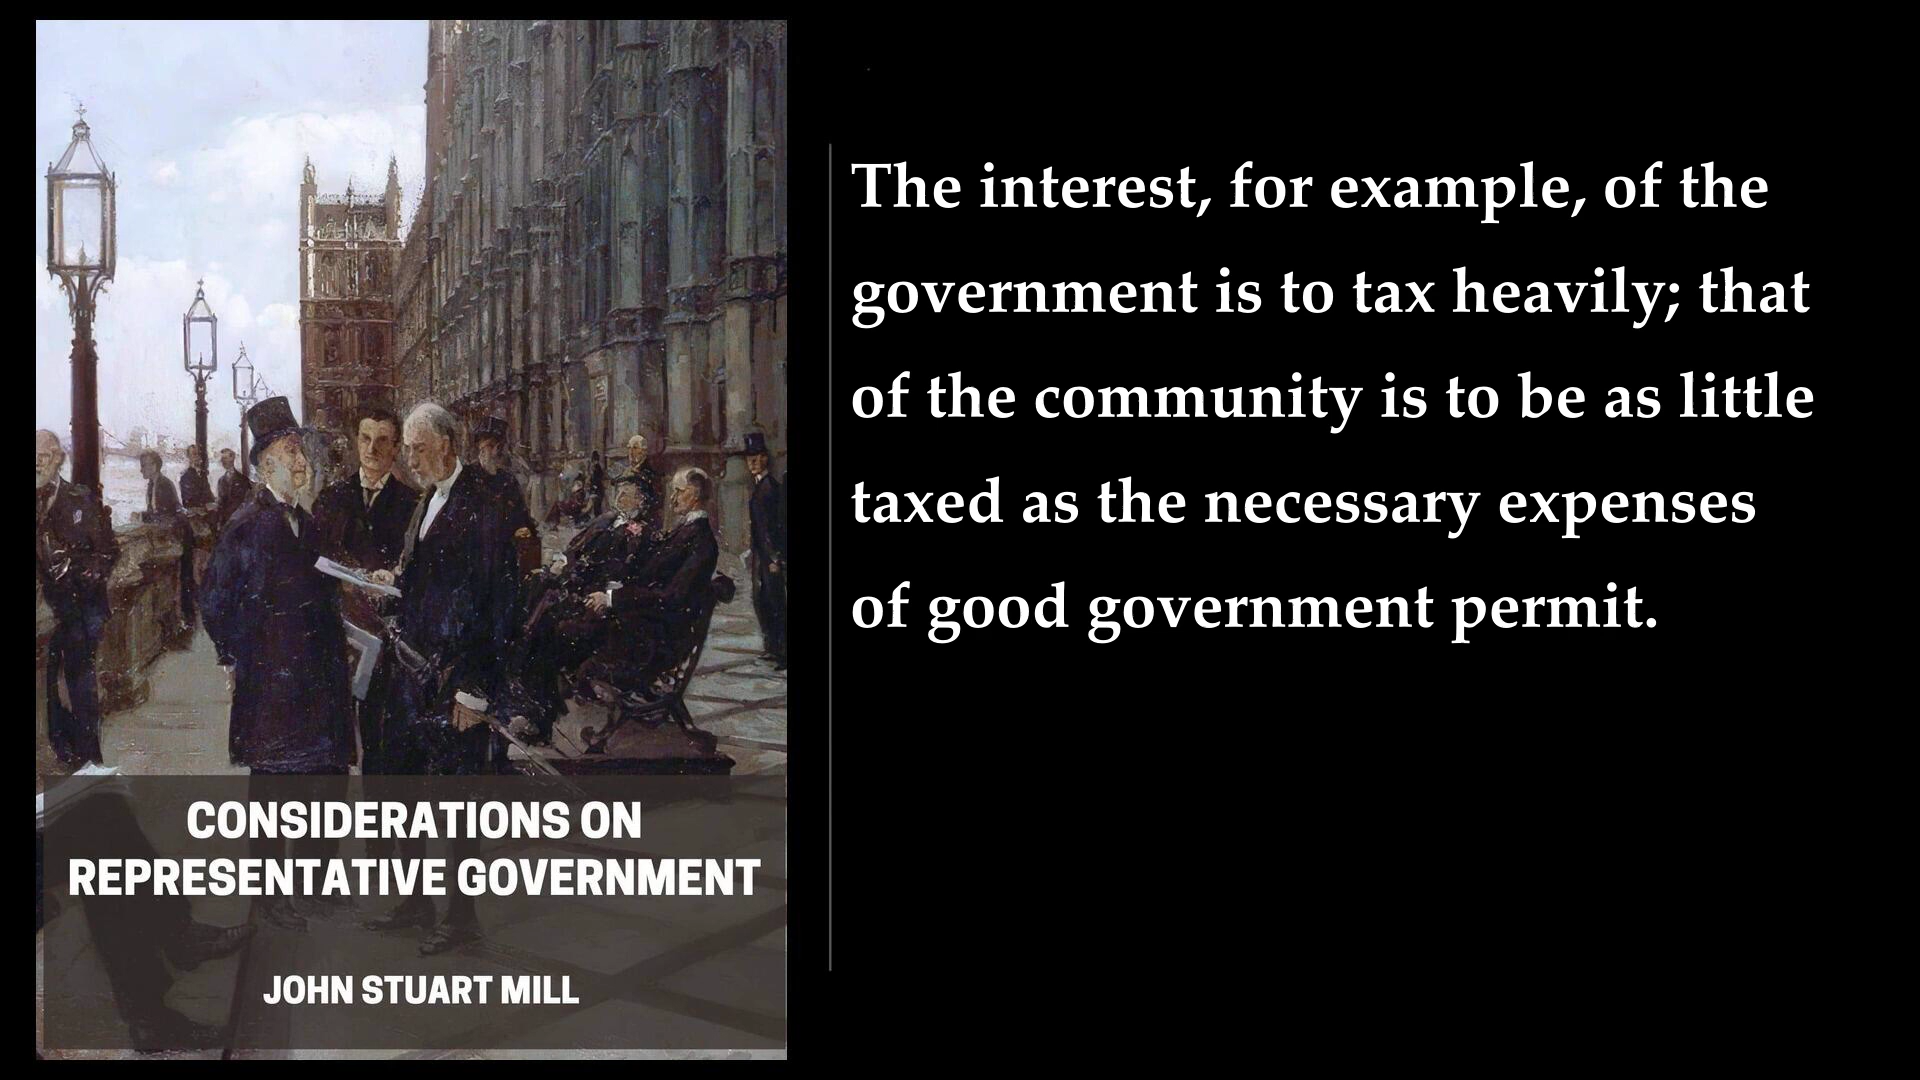 CONSIDERATIONS ON
REPRESENTATIVE GOVERNMENT
JOHN STUART MILL
The interest, for example, of the
government is to tax heavily; that
of the community is to be as little
taxed as the necessary expenses
of good government permit.